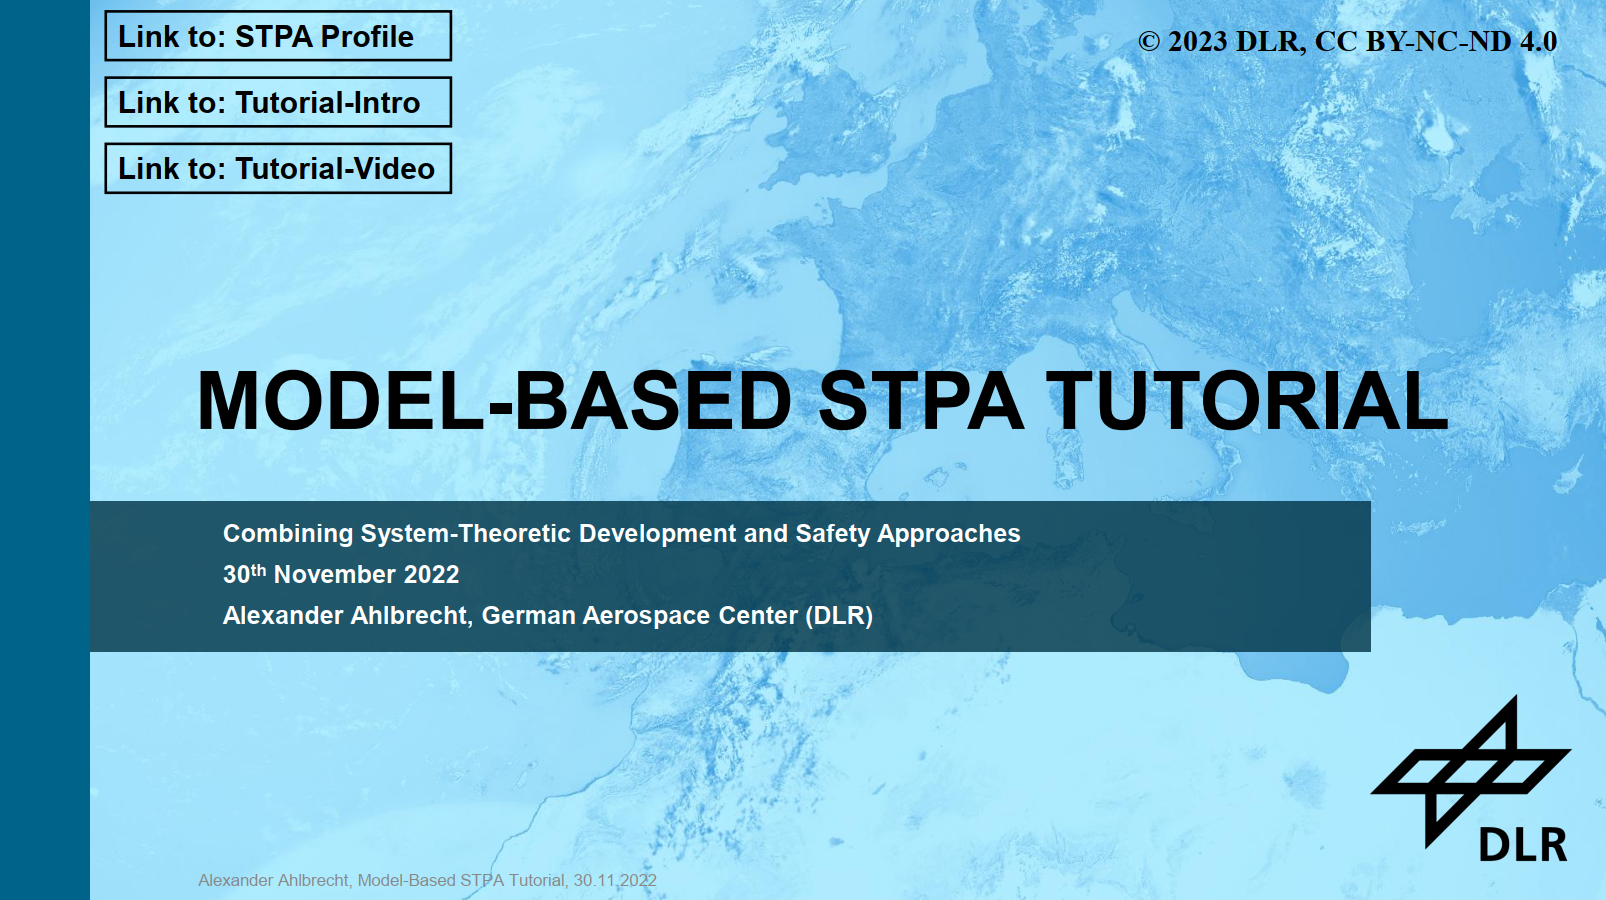 Link to: STPA Profile
© 2023 DLR, CC BY-NC-ND 4.0
Link to: Tutorial-Intro
Link to: Tutorial-Video
MODEL-BASED STPA TUTORIAL
Combining System-Theoretic Development and Safety Approaches
30th November 2022
Alexander Ahlbrecht, German Aerospace Center (DLR)
DLR
Alexander Ahlbrecht, Model-Based STPA Tutorial, 30.11.2022